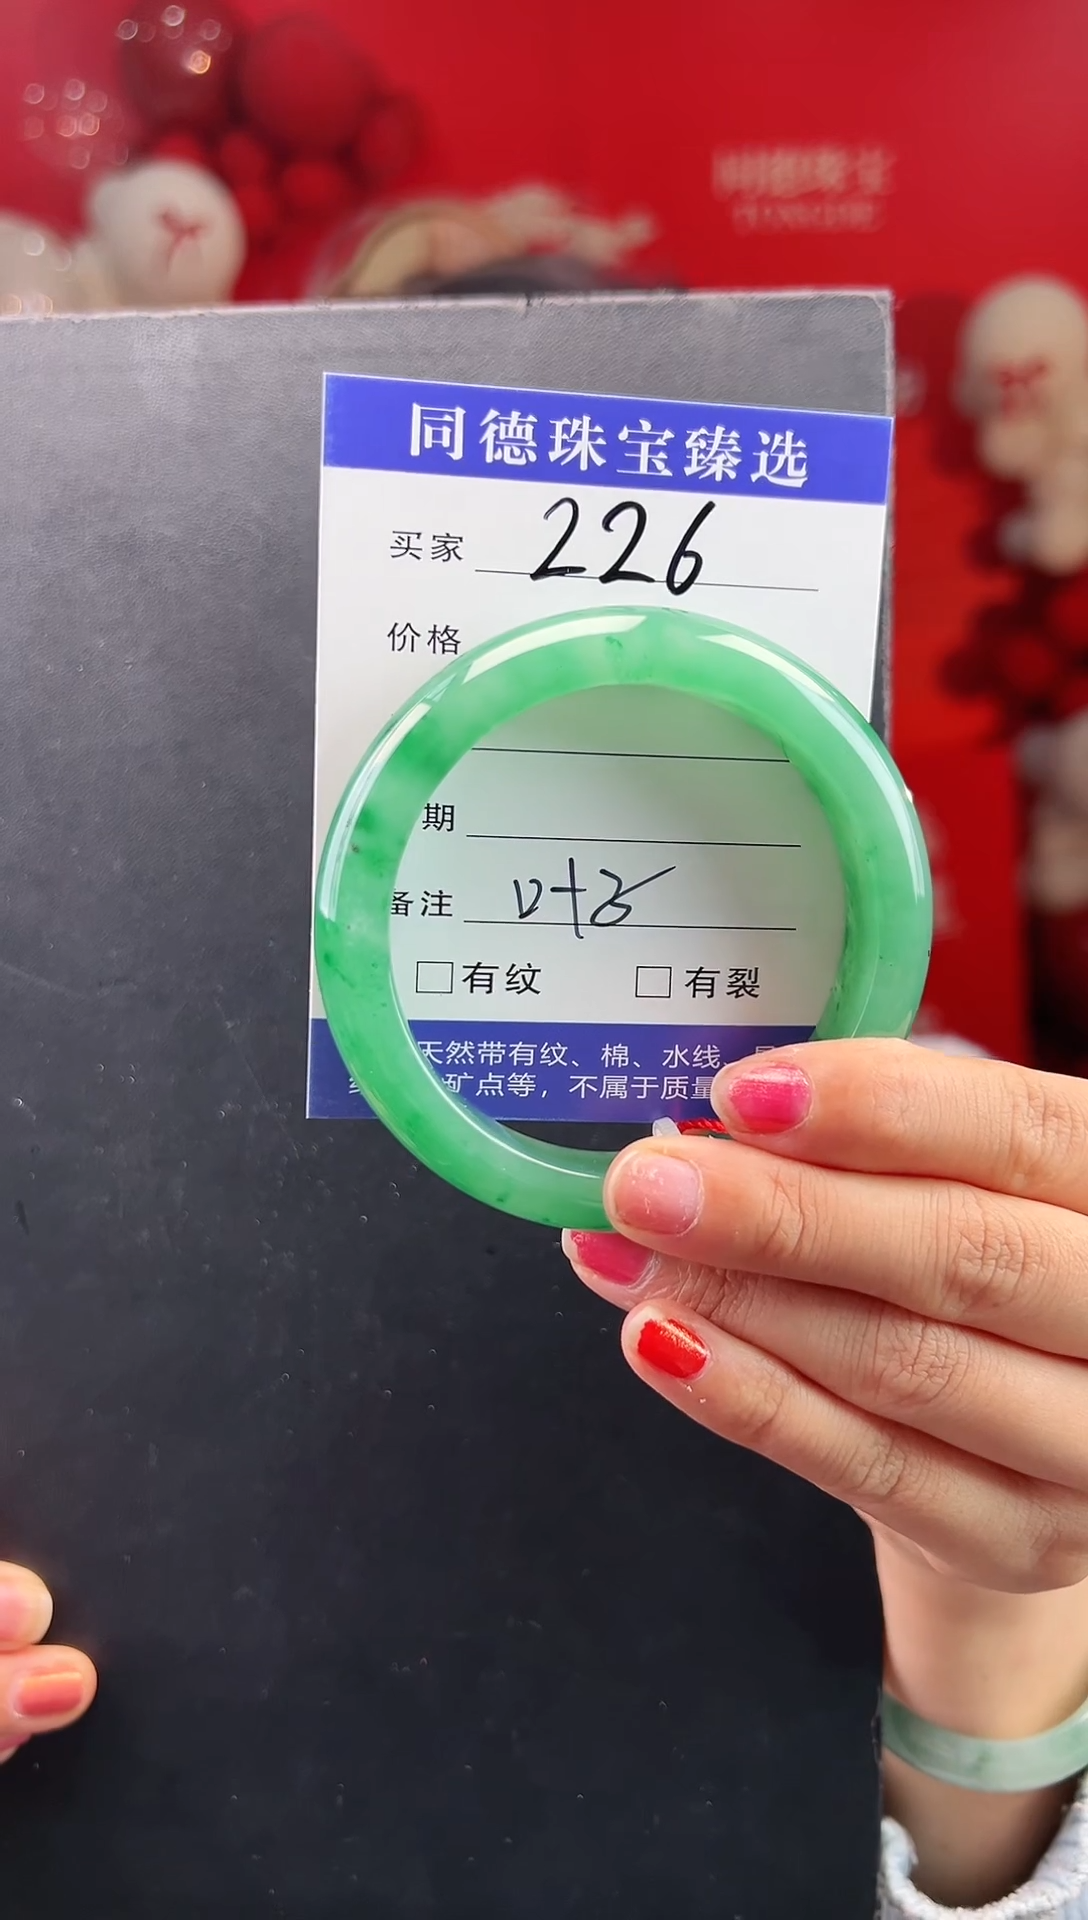 同德珠宝臻选
买家 226
价格
期
备注
有纹 有裂
天然带有纹、棉、水线、
矿点等，不属于质量